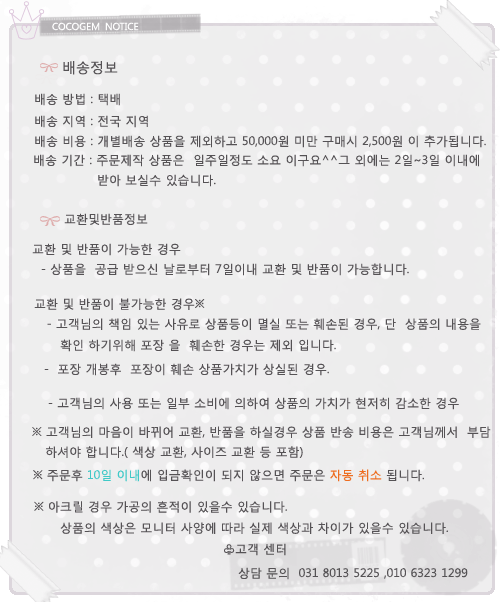 COCOGEM NOTICE
배송정보
배송 방법 : 택배
배송 지역 : 전국 지역
배송 비용 : 개별배송 상품을 제외하고 50,000원 미만 구매시 2,500원 이 추가됩니다.
배송 기간 : 주문제작 상품은 일주일정도 소요 이구요^^그 외에는 2일~3일 이내에
받아 보실수 있습니다.
교환및반품정보
교환 및 반품이 가능한 경우
- 상품을 공급 받으신 날로부터 7일이내 교환 및 반품이 가능합니다.
교환 및 반품이 불가능한 경우※
- 고객님의 책임 있는 사유로 상품등이 멸실 또는 훼손된 경우, 단 상품의 내용을
확인 하기위해 포장 을 훼손한 경우는 제외 입니다.
- 포장 개봉후 포장이 훼손 상품가치가 상실된 경우.
- 고객님의 사용 또는 일부 소비에 의하여 상품의 가치가 현저히 감소한 경우
※ 고객님의 마음이 바뀌어 교환, 반품을 하실경우 상품 반송 비용은 고객님께서 부담
하셔야 합니다.( 색상 교환, 사이즈 교환 등 포함)
※ 주문후 10일 이내에 입금확인이 되지 않으면 주문은 자동 취소 됩니다.
※ 아크릴 경우 가공의 흔적이 있을수 있습니다.
상품의 색상은 모니터 사양에 따라 실제 색상과 차이가 있을수 있습니다.
♧고객 센터
상담 문의 031 8013 5225 ,010 6323 1299